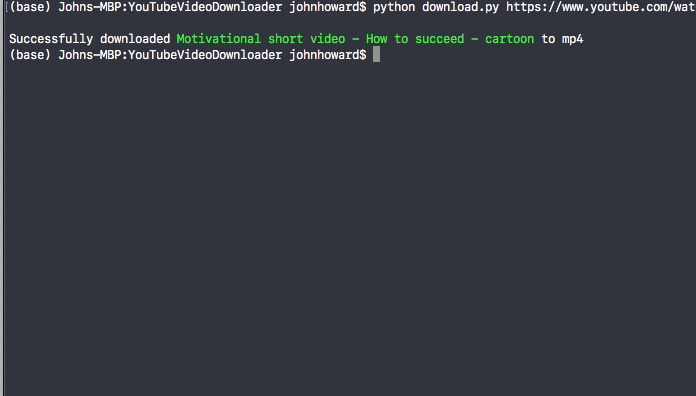 (base) Johns-MBP:YouTubeVideoDownloader johnhoward$ python download.py https://www.youtube.com/wat
Successfully downloaded Motivational short video - How to succeed - cartoon to mp4
(base) Johns-MBP:YouTubeVideoDownloader johnhoward$